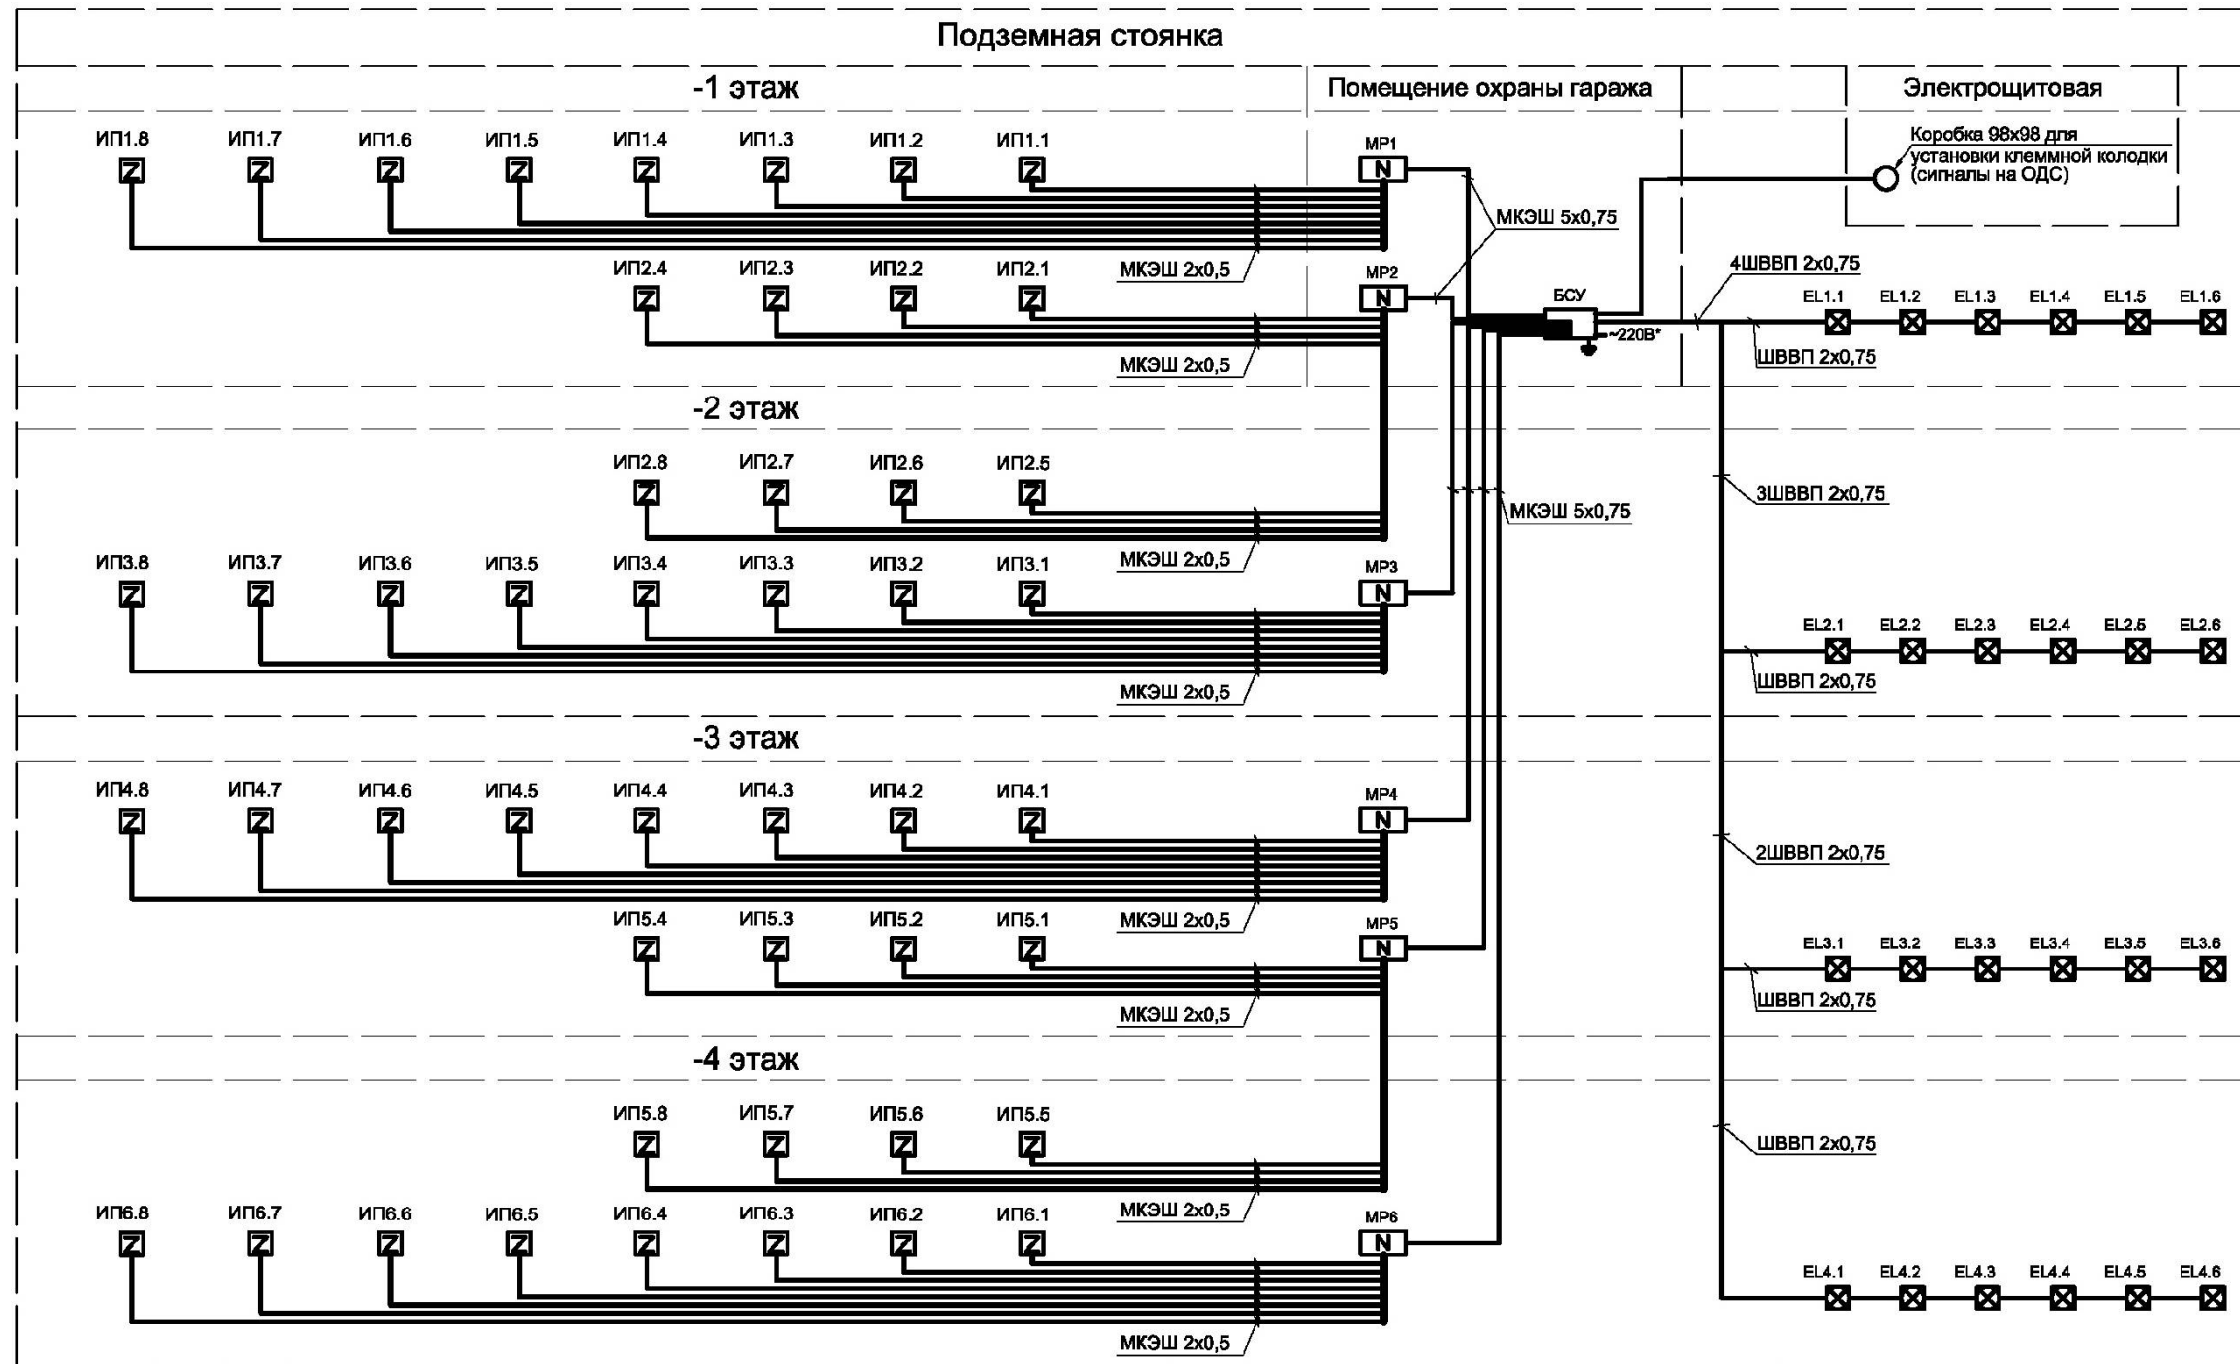 Подземная стоянка
-1 этаж
Помещение охраны гаража
Электрощитовая
Коробка 98х98 для
установки клеммной колодки
(сигналы на ОДС)
ИП1.8 ИП1.7 ИП1.6 ИП1.5 ИП1.4 ИП1.3 ИП1.2 ИП1.1 МР1
Z Z Z Z Z Z Z Z N
МКЭШ 5х0,75
МКЭШ 2х0,5
ИП2.4 ИП2.3 ИП2.2 ИП2.1 МР2
Z Z Z Z N
4ШВВП 2х0,75
БСУ
~220В*
EL1.1 EL1.2 EL1.3 EL1.4 EL1.5 EL1.6
ШВВП 2х0,75
МКЭШ 2х0,5
-2 этаж
ИП2.8 ИП2.7 ИП2.6 ИП2.5
Z Z Z Z
3ШВВП 2х0,75
МКЭШ 5х0,75
МКЭШ 2х0,5
ИП3.8 ИП3.7 ИП3.6 ИП3.5 ИП3.4 ИП3.3 ИП3.2 ИП3.1 МР3
Z Z Z Z Z Z Z Z N
EL2.1 EL2.2 EL2.3 EL2.4 EL2.5 EL2.6
ШВВП 2х0,75
МКЭШ 2х0,5
-3 этаж
ИП4.8 ИП4.7 ИП4.6 ИП4.5 ИП4.4 ИП4.3 ИП4.2 ИП4.1 МР4
Z Z Z Z Z Z Z Z N
2ШВВП 2х0,75
МКЭШ 2х0,5
ИП5.4 ИП5.3 ИП5.2 ИП5.1 МР5
Z Z Z Z N
EL3.1 EL3.2 EL3.3 EL3.4 EL3.5 EL3.6
ШВВП 2х0,75
МКЭШ 2х0,5
-4 этаж
ИП5.8 ИП5.7 ИП5.6 ИП5.5
Z Z Z Z
ШВВП 2х0,75
МКЭШ 2х0,5
ИП6.8 ИП6.7 ИП6.6 ИП6.5 ИП6.4 ИП6.3 ИП6.2 ИП6.1 МР6
Z Z Z Z Z Z Z Z N
EL4.1 EL4.2 EL4.3 EL4.4 EL4.5 EL4.6
МКЭШ 2х0,5